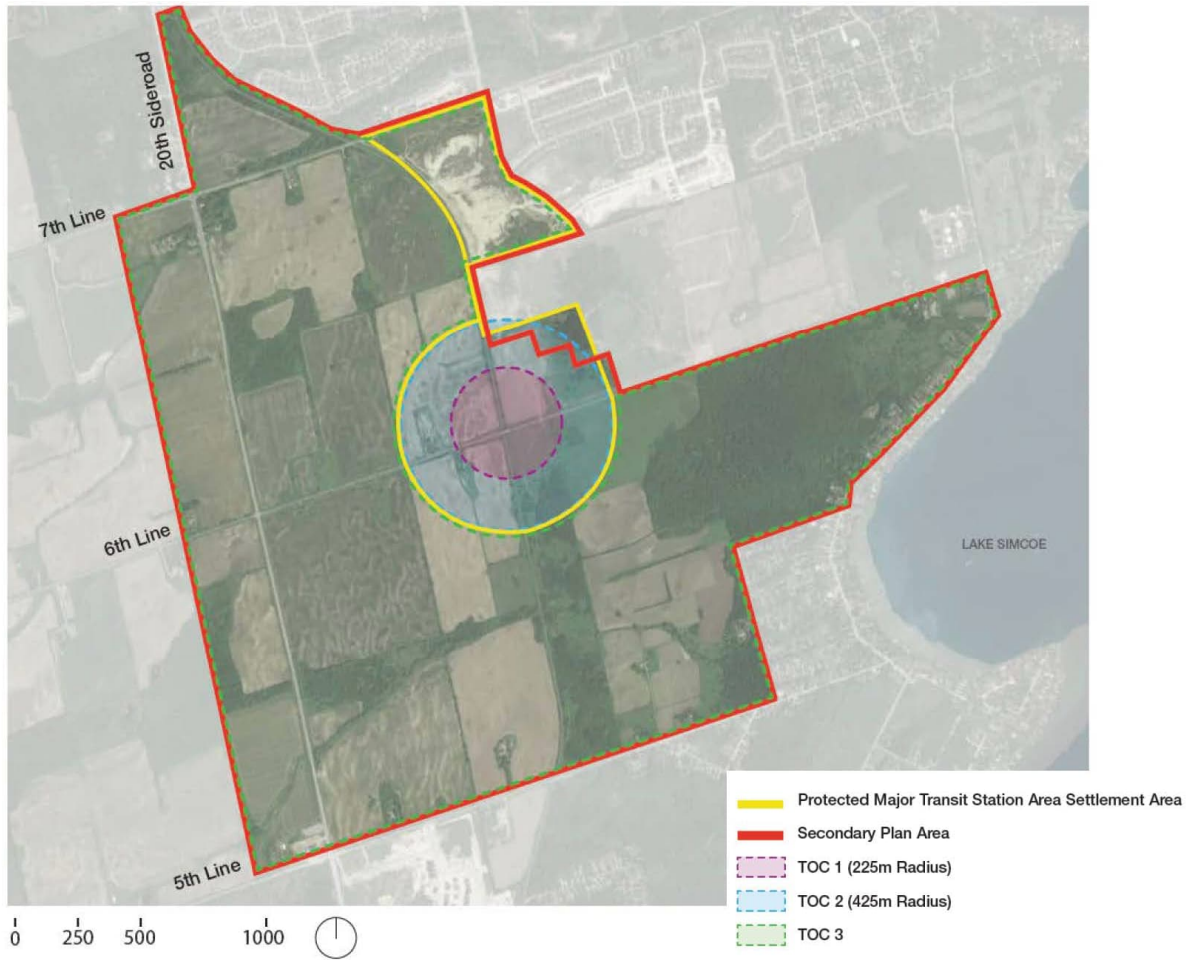 20th Sideroad
7th Line
6th Line
LAKE SIMCOE
5th Line
Protected Major Transit Station Area Settlement Area
Secondary Plan Area
TOC 1 (225m Radius)
TOC 2 (425m Radius)
TOC 3
0 250 500 1000